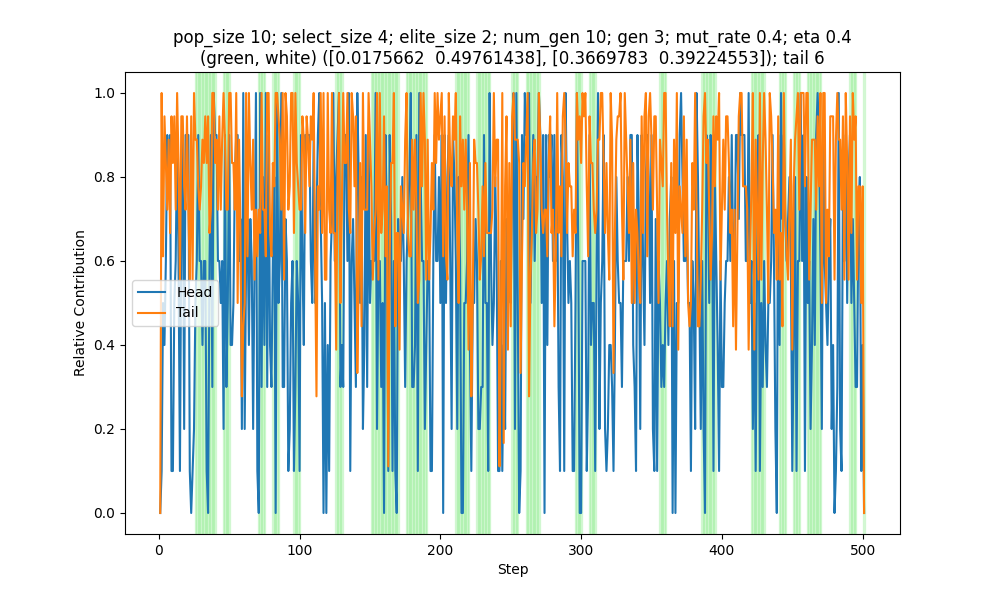 pop_size 10; select_size 4; elite_size 2; num_gen 10; gen 3; mut_rate 0.4; eta 0.4
(green, white) ([0.0175662  0.49761438], [0.3669783  0.39224553]); tail 6
1.0
0.8
0.6
0.4
0.2
0.0
Relative Contribution
Head
Tail
0
100
200
300
400
500
Step